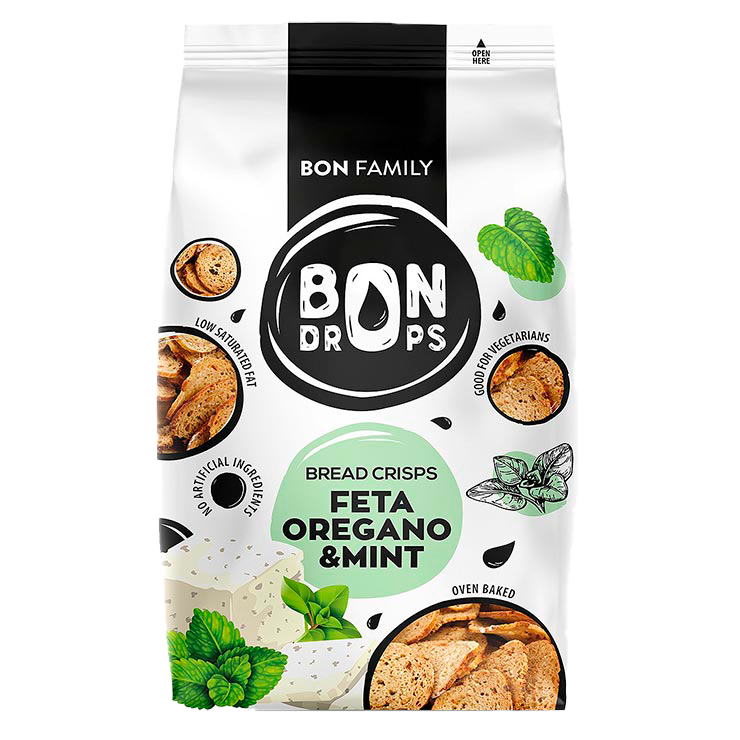 OPEN
HERE
BON FAMILY
BON
DROPS
LOW SATURATED FAT
GOOD FOR VEGETARIANS
NO ARTIFICIAL INGREDIENTS
BREAD CRISPS
FETA
OREGANO
&MINT
OVEN BAKED